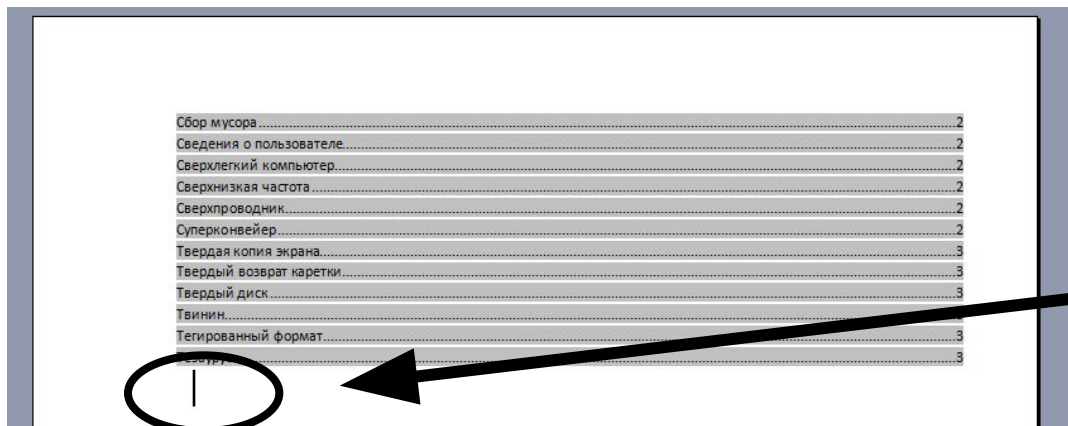 Сбор мусора........................2
Сведения о пользователе........................2
Сверхлегкий компьютер........................2
Сверхнизкая частота........................2
Сверхпроводник........................2
Суперконвейер........................2
Твердая копия экрана........................3
Твердый возврат каретки........................3
Твердый диск........................3
Твинин........................
Тегированный формат........................3
........................3